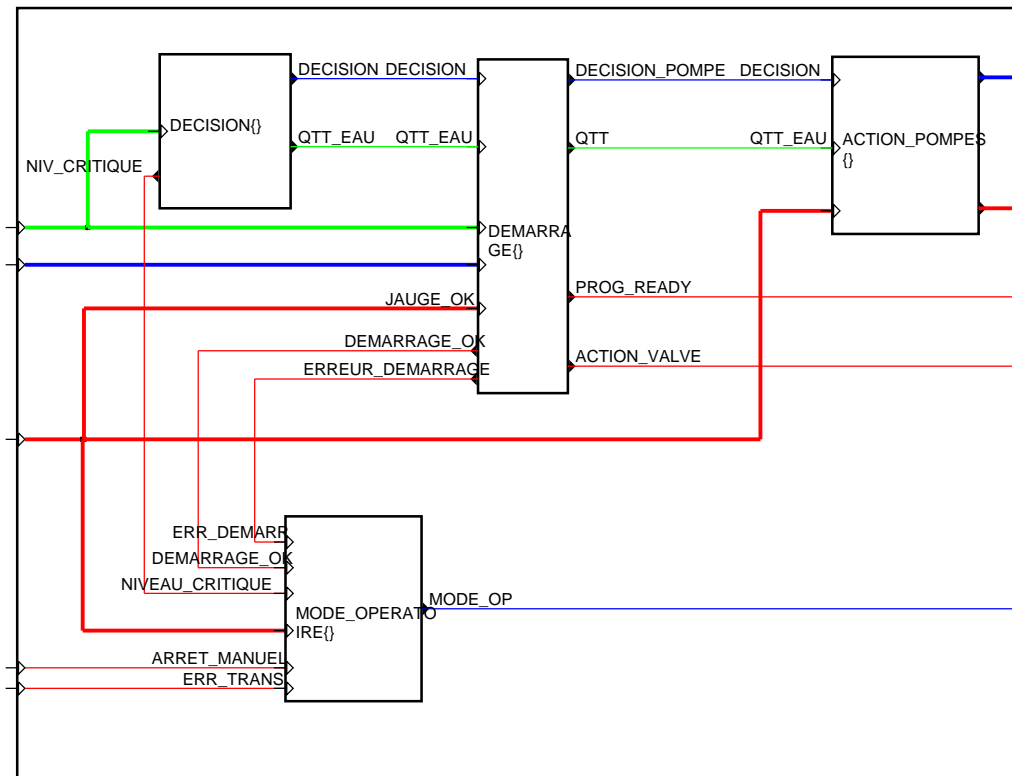 DECISION DECISION
DECISION_POMPE DECISION
DECISION{}
QTT_EAU QTT_EAU
QTT QTT_EAU
ACTION_POMPES
{}
NIV_CRITIQUE
DEMARRA
GE{}
PROG_READY
JAUGE_OK
DEMARRAGE_OK
ACTION_VALVE
ERREUR_DEMARRAGE
ERR_DEMARR
DEMARRAGE_OK
NIVEAU_CRITIQUE
MODE_OP
MODE_OPERATO
IRE{}
ARRET_MANUEL
ERR_TRANS